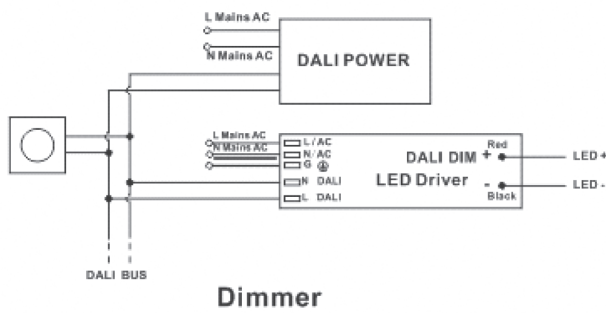 L Mains AC
N Mains AC
DALI POWER
L Mains AC
N Mains AC
L/AC
N/AC
G
N DALI
L DALI
DALI DIM
LED Driver
Red
+
-
Black
LED +
LED -
DALI BUS
Dimmer